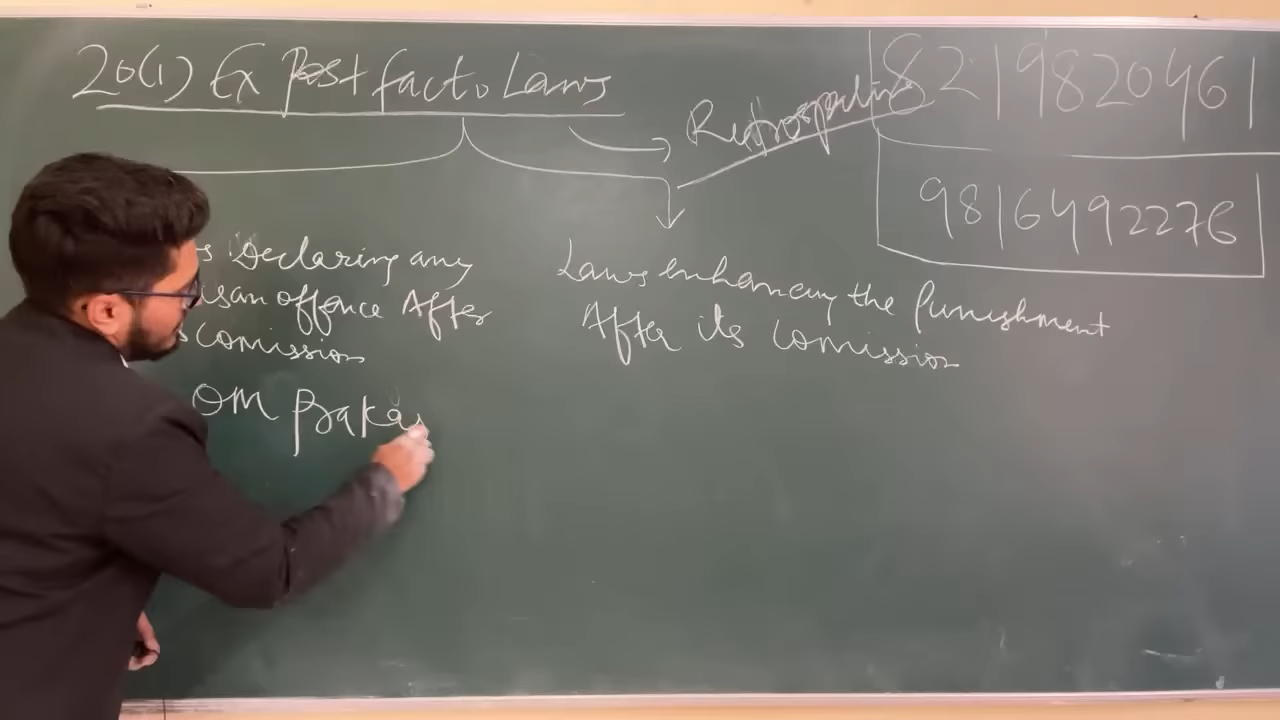 20(1) Ex Post facto Laws
Retrospective
8219820461
9816492276
s Declaring any
is an offence After
s Comission
Laws enhancing the Punishment
After its Comission
OM Praka